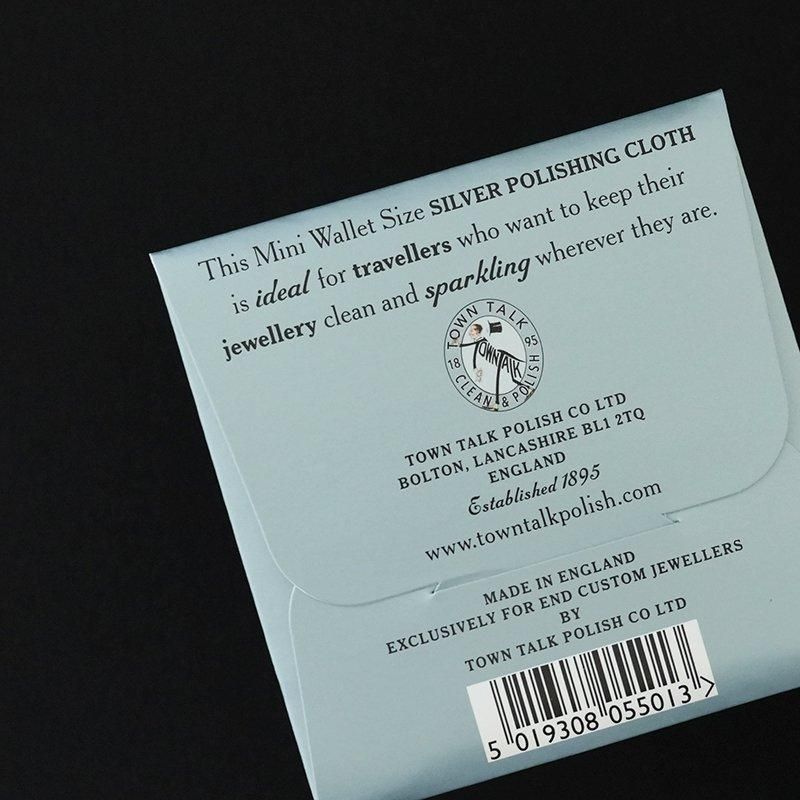 This Mini Wallet Size SILVER POLISHING CLOTH
is ideal for travellers who want to keep their
jewellery clean and sparkling wherever they are.
TOWN TALK
18 95
TOWN TALK
CLEAN & POLISH
TOWN TALK POLISH CO LTD
BOLTON, LANCASHIRE BL1 2TQ
ENGLAND
Established 1895
www.towntalkpolish.com
MADE IN ENGLAND
EXCLUSIVELY FOR END CUSTOM JEWELLERS
BY
TOWN TALK POLISH CO LTD
5 019308 055013 >